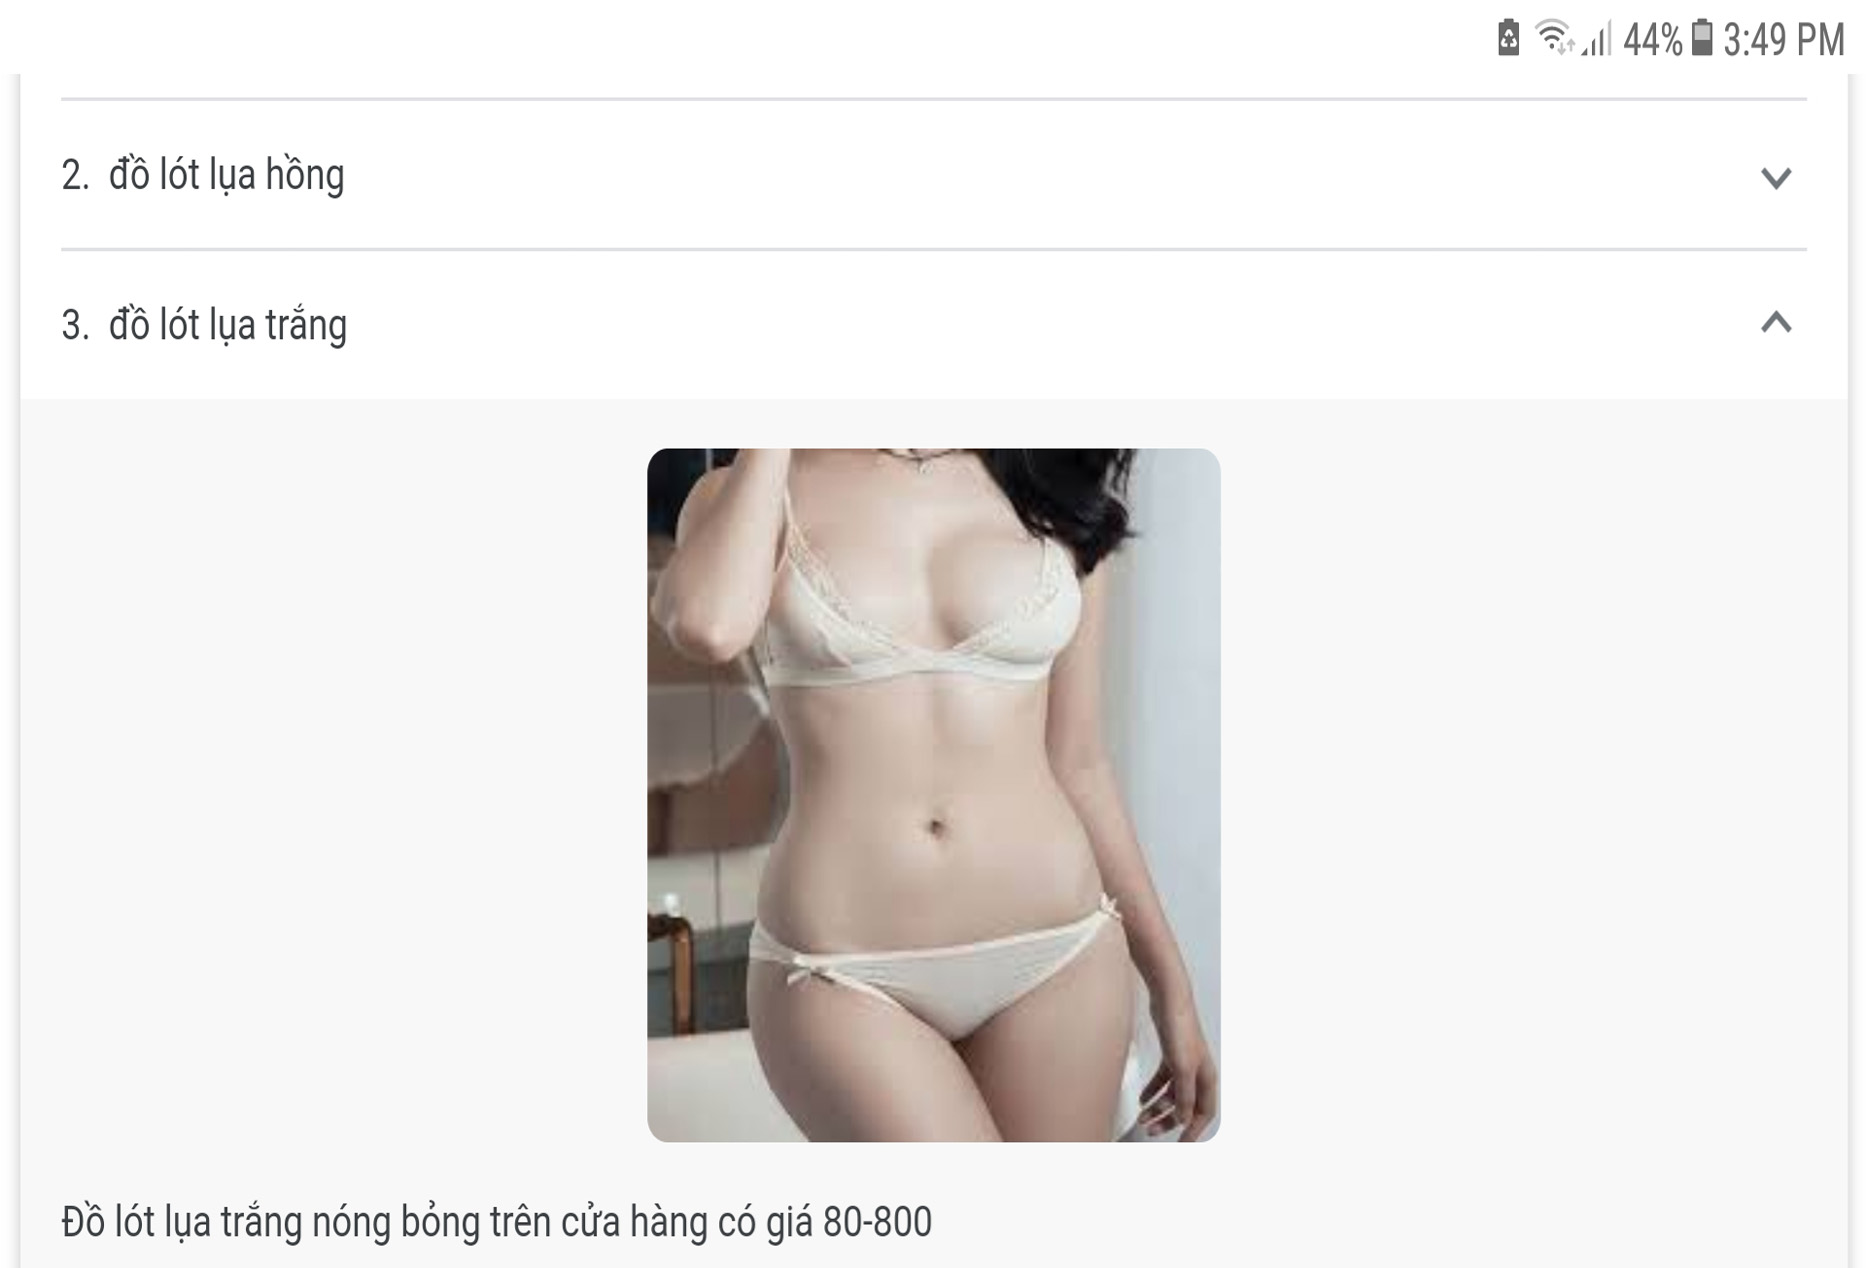 44% 3:49 PM
2. đồ lót lụa hồng
3. đồ lót lụa trắng
Đồ lót lụa trắng nóng bỏng trên cửa hàng có giá 80-800